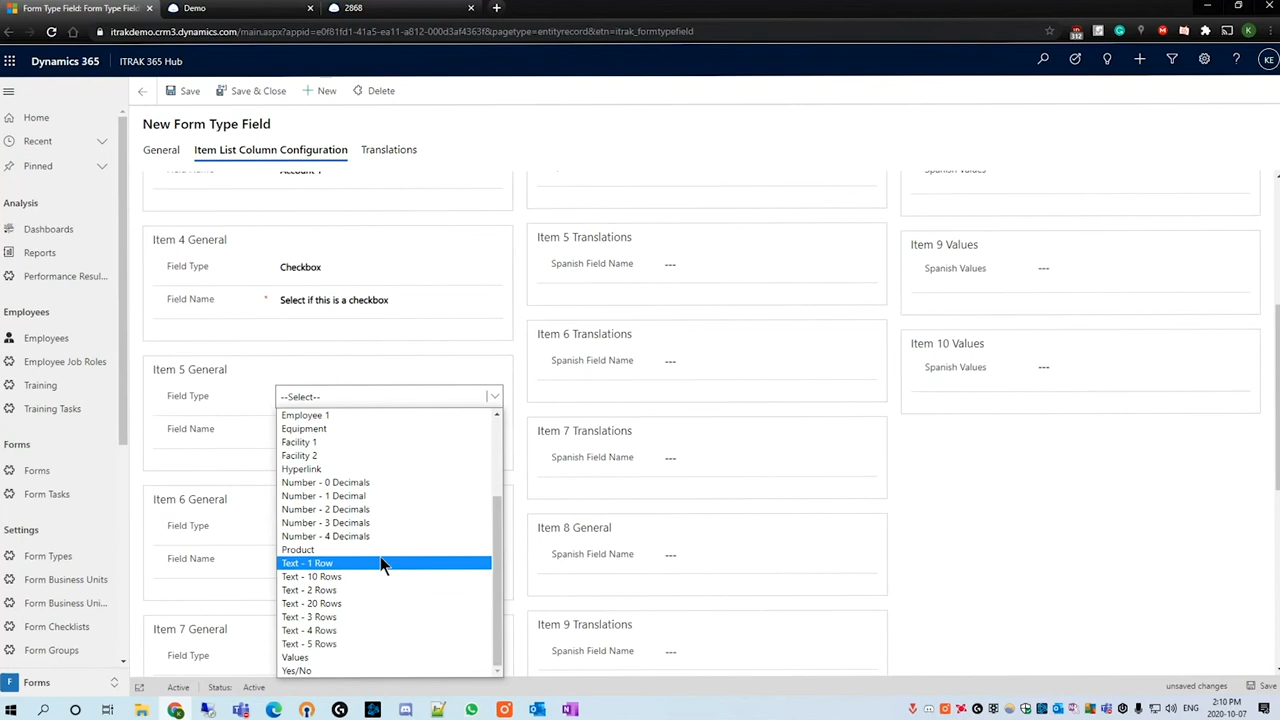 Form Type Field: Form Type Field
Demo
2868
itrakdemo.crm3.dynamics.com/main.aspx?appid=e0f81fd1-41a5-ea11-a812-000d3af4363f&pagetype=entityrecord&etn=itrak_formtypefield
Dynamics 365
ITRAK 365 Hub
KE
Save
Save & Close
New
Delete
New Form Type Field
General
Item List Column Configuration
Translations
Home
Recent
Pinned
Analysis
Dashboards
Reports
Performance Resul...
Employees
Employees
Employee Job Roles
Training
Training Tasks
Forms
Forms
Form Tasks
Settings
Form Types
Form Business Units
Form Business Uni...
Form Checklists
Form Groups
Forms
Field Name
Account 1
Item 4 General
Field Type
Checkbox
Field Name
*
Select if this is a checkbox
Item 5 General
Field Type
--Select--
Field Name
Employee 1
Equipment
Facility 1
Facility 2
Hyperlink
Number - 0 Decimals
Number - 1 Decimal
Number - 2 Decimals
Number - 3 Decimals
Number - 4 Decimals
Product
Text - 1 Row
Text - 10 Rows
Text - 2 Rows
Text - 20 Rows
Text - 3 Rows
Text - 4 Rows
Text - 5 Rows
Values
Yes/No
Item 6 General
Field Type
Field Name
Item 7 General
Field Type
Item 5 Translations
Spanish Field Name
---
Item 6 Translations
Spanish Field Name
---
Item 7 Translations
Spanish Field Name
---
Item 8 General
Spanish Field Name
---
Item 9 Translations
Spanish Field Name
---
Spanish Values
Item 9 Values
Spanish Values
---
Item 10 Values
Spanish Values
---
Active
Status:
Active
unsaved changes
Save
ENG
2:10 PM
2020-10-07